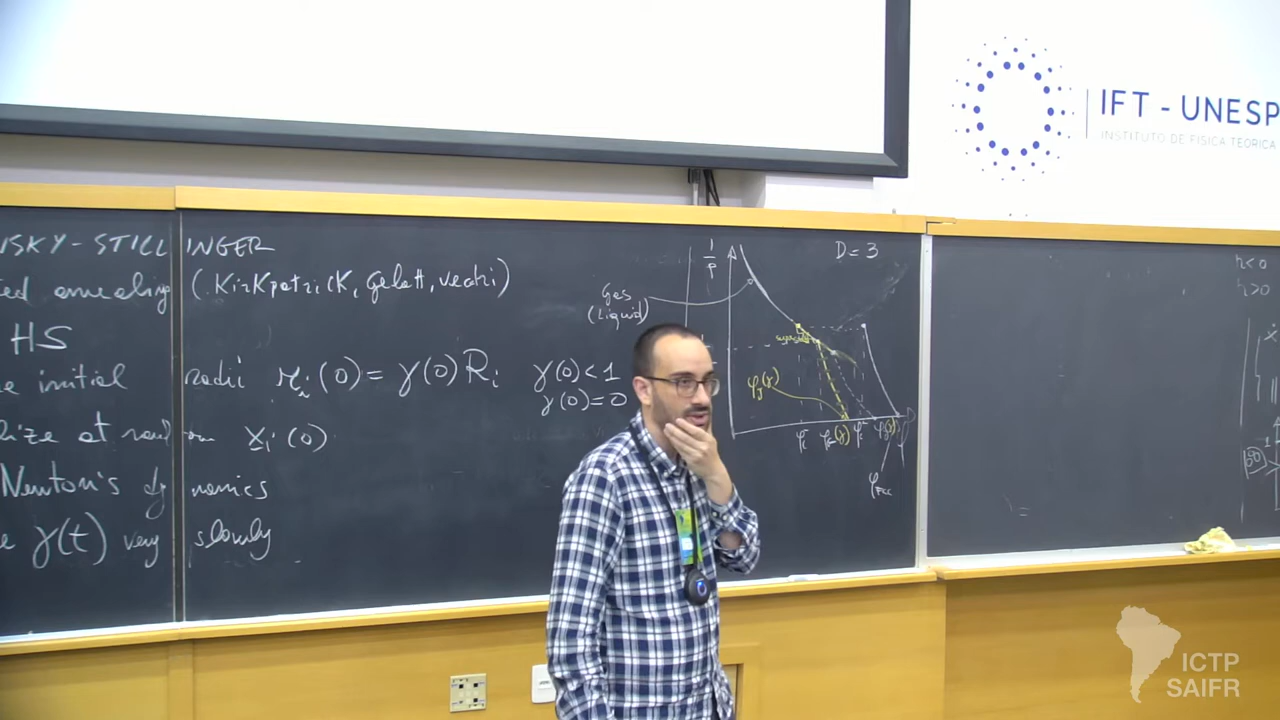 ISKY-STILLINGER
ed annealing (Kirkpatrick, Gelatt, Vecchi)
HS
e initial radii r_i(0) = γ(0) R_i γ(0) < 1
γ(0) = 0
lize at random x_i(0)
Newton's dynamics
e γ(t) very slowly
Gas
(Liquid)
1
φ
D = 3
φ_J(γ)
φ_FCC
h<0
h>0
=
IFT - UNESP
INSTITUTO DE FÍSICA TEÓRICA
ICTP
SAIFR